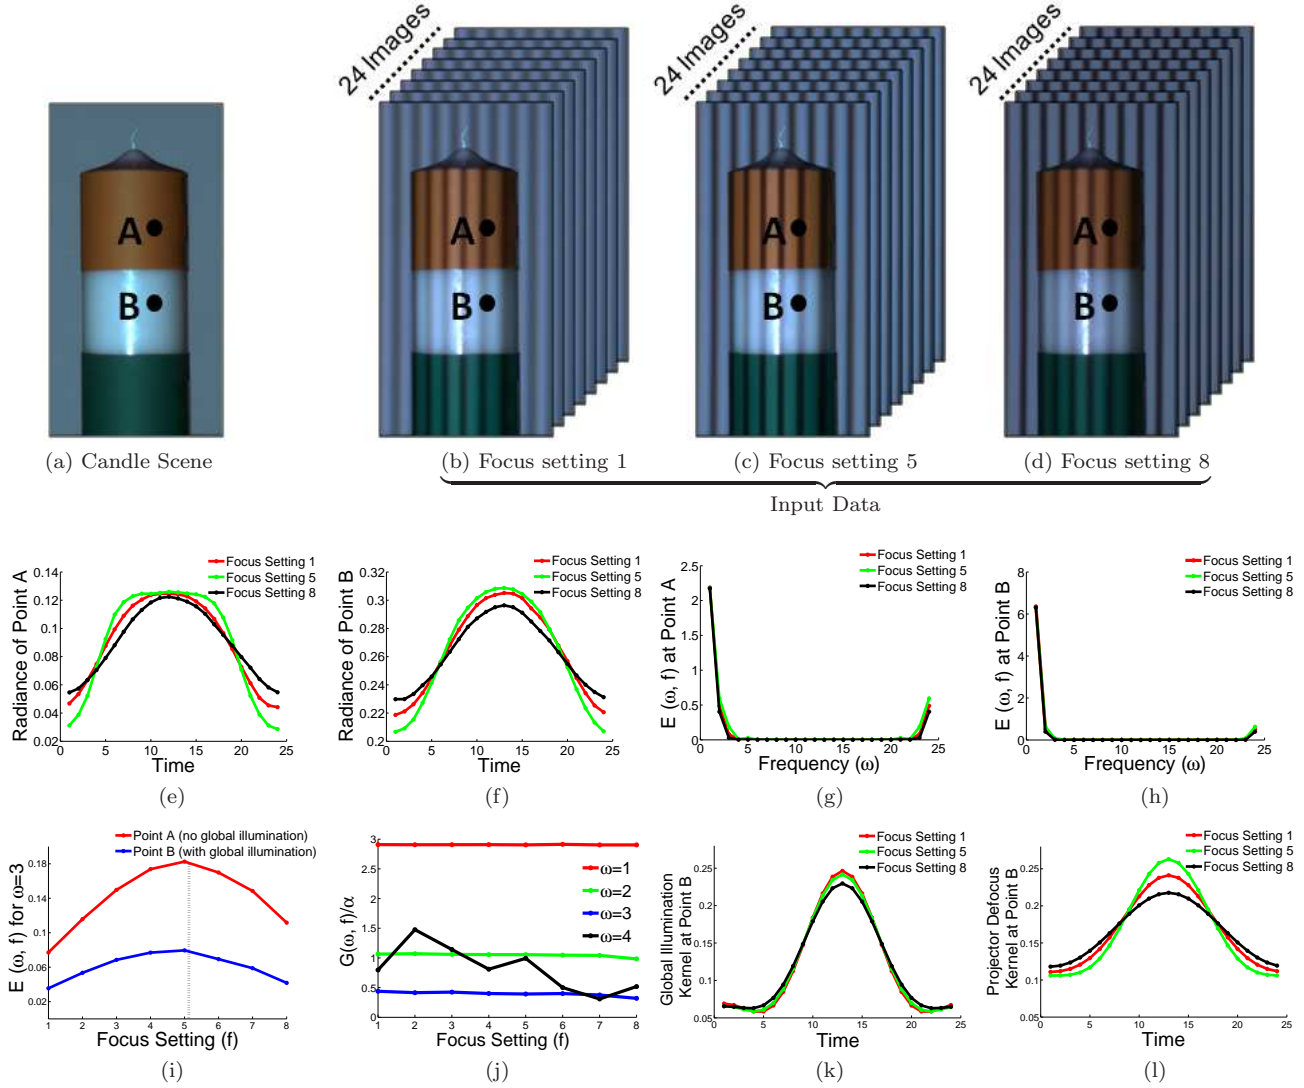 24 Images
24 Images
24 Images
A
B
A
B
A
B
A
B
(a) Candle Scene
(b) Focus setting 1
(c) Focus setting 5
(d) Focus setting 8
Input Data
Focus Setting 1
Focus Setting 5
Focus Setting 8
Radiance of Point A
0.14
0.12
0.1
0.08
0.06
0.04
0.02
0 5 10 15 20 25
Time
(e)
Focus Setting 1
Focus Setting 5
Focus Setting 8
Radiance of Point B
0.32
0.3
0.28
0.26
0.24
0.22
0.2
0 5 10 15 20 25
Time
(f)
Focus Setting 1
Focus Setting 5
Focus Setting 8
E (ω, f) at Point A
2.5
2
1.5
1
0.5
0
0 5 10 15 20 25
Frequency (ω)
(g)
Focus Setting 1
Focus Setting 5
Focus Setting 8
E (ω, f) at Point B
8
6
4
2
0
0 5 10 15 20 25
Frequency (ω)
(h)
Point A (no global illumination)
Point B (with global illumination)
E (ω, f) for ω=3
0.18
0.14
0.1
0.06
0.02
1 2 3 4 5 6 7 8
Focus Setting (f)
(i)
G(ω, f)/α
3
2.5
2
1.5
1
0.5
0
ω=1
ω=2
ω=3
ω=4
1 2 3 4 5 6 7 8
Focus Setting (f)
(j)
Focus Setting 1
Focus Setting 5
Focus Setting 8
Global Illumination
Kernel at Point B
0.25
0.2
0.15
0.1
0.05
0 5 10 15 20 25
Time
(k)
Focus Setting 1
Focus Setting 5
Focus Setting 8
Projector Defocus
Kernel at Point B
0.25
0.2
0.15
0.1
0.05
0 5 10 15 20 25
Time
(l)